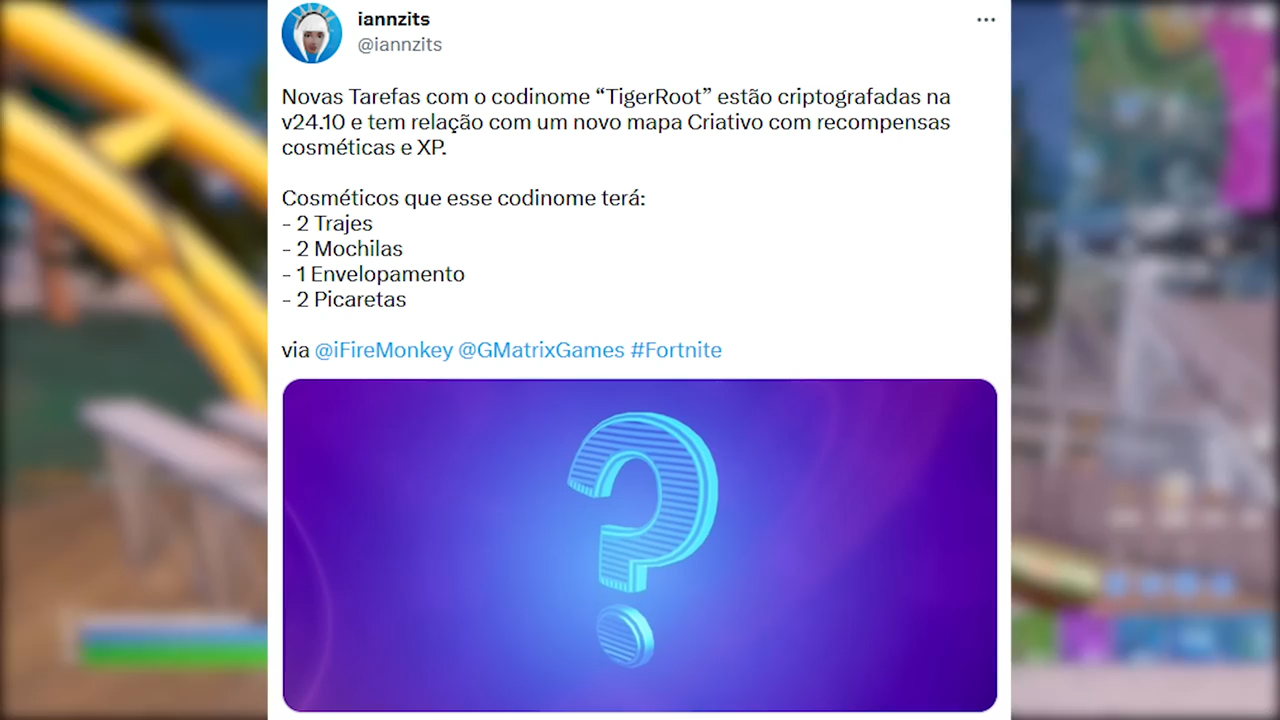 iannzits
@iannzits
Novas Tarefas com o codinome “TigerRoot” estão criptografadas na
v24.10 e tem relação com um novo mapa Criativo com recompensas
cosméticas e XP.
Cosméticos que esse codinome terá:
- 2 Trajes
- 2 Mochilas
- 1 Envelopamento
- 2 Picaretas
via @iFireMonkey @GMatrixGames #Fortnite
?